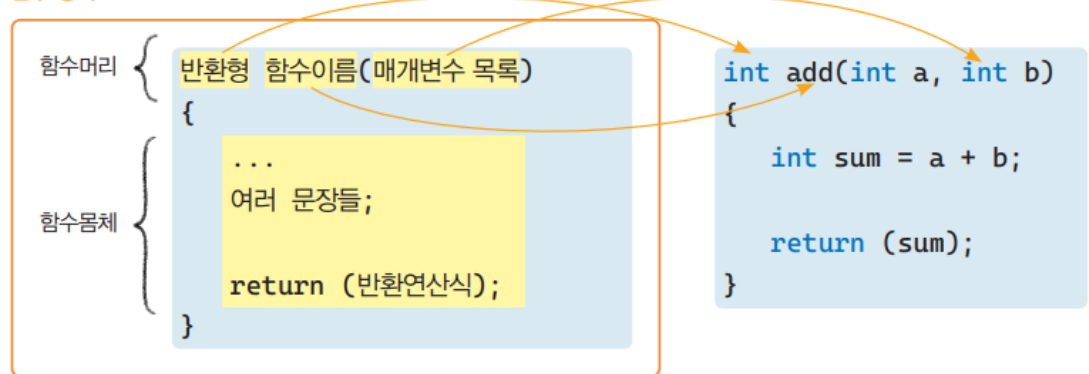 함수머리
반환형 함수이름(매개변수 목록)
{
...
여러 문장들;
함수몸체
return (반환연산식);
}
int add(int a, int b)
{
int sum = a + b;
return (sum);
}